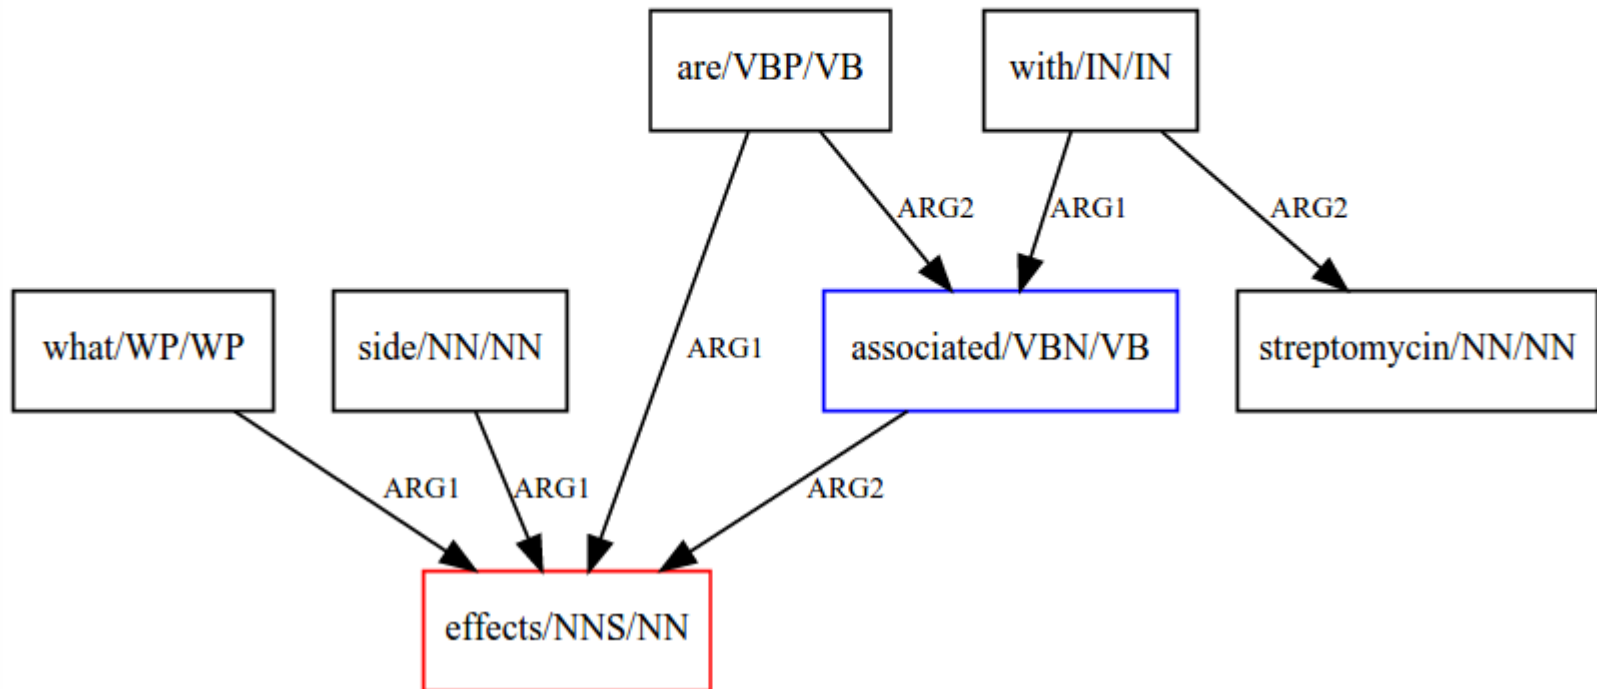 are/VBP/VB
with/IN/IN
ARG2
ARG1
ARG2
what/WP/WP
side/NN/NN
ARG1
associated/VBN/VB
streptomycin/NN/NN
ARG1
ARG1
ARG2
effects/NNS/NN